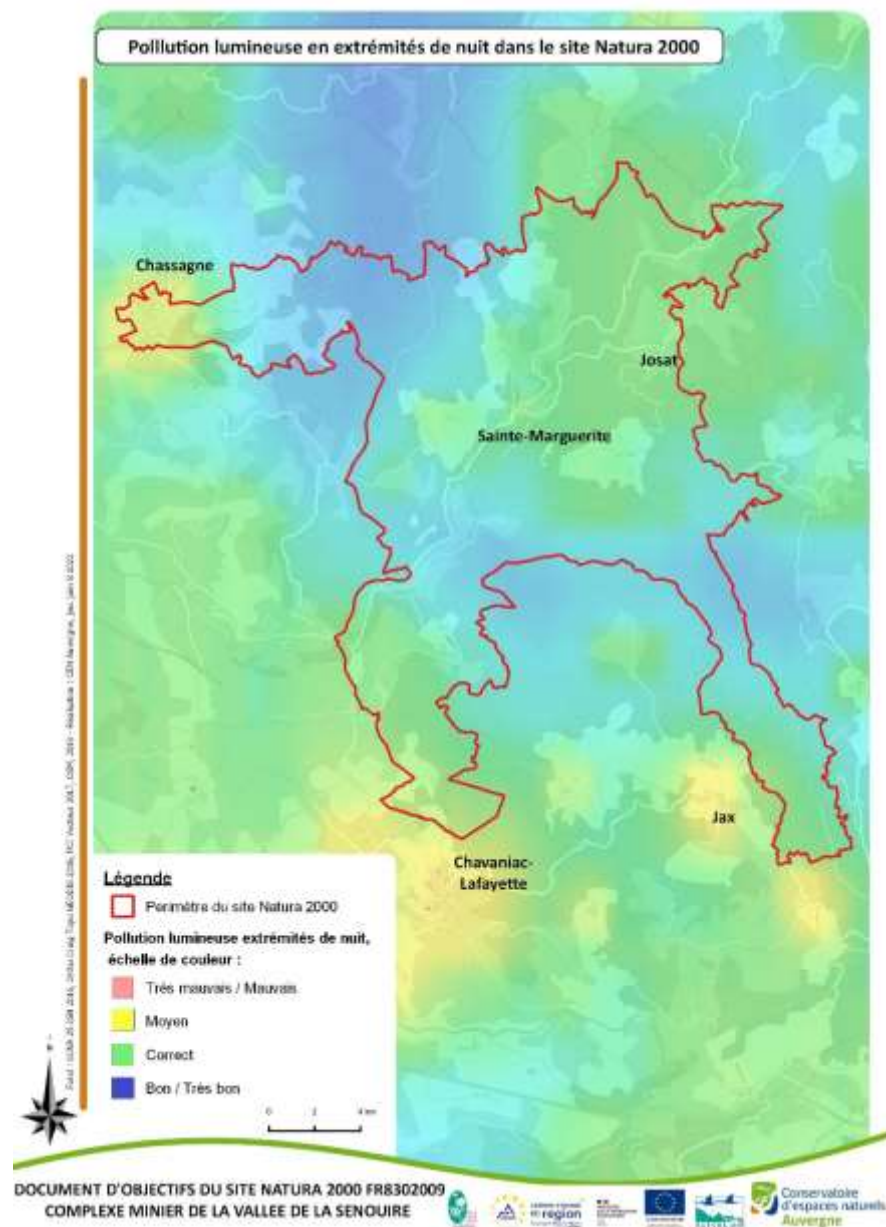 Polllution lumineuse en extrémités de nuit dans le site Natura 2000
Chassagne
Josat
Sainte-Marguerite
Jax
Chavaniac-
Lafayette
Légende
Perimètre du site Natura 2000
Pollution lumineuse extrémités de nuit,
échelle de couleur :
Très mauvais / Mauvais
Moyen
Correct
Bon / Très bon
0 2 4 km
DOCUMENT D'OBJECTIFS DU SITE NATURA 2000 FR8302009
COMPLEXE MINIER DE LA VALLEE DE LA SENOUIRE
Conservatoire
d'espaces naturels
Auvergne